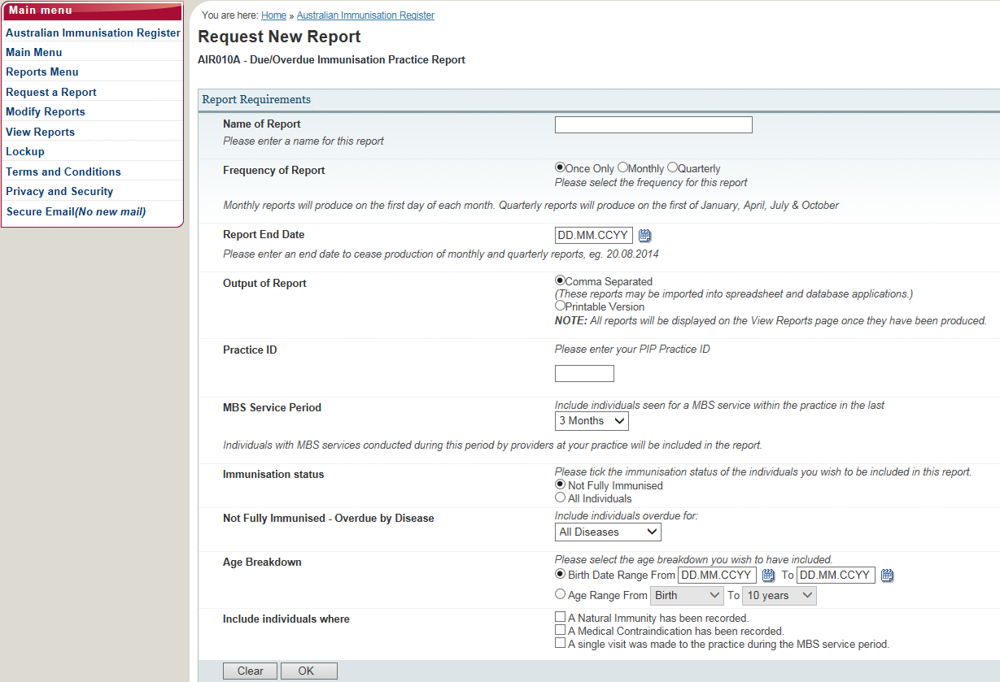 Main menu
Australian Immunisation Register
Main Menu
Reports Menu
Request a Report
Modify Reports
View Reports
Lockup
Terms and Conditions
Privacy and Security
Secure Email(No new mail)
You are here: Home » Australian Immunisation Register
Request New Report
AIR010A - Due/Overdue Immunisation Practice Report
Report Requirements
Name of Report
Please enter a name for this report
Frequency of Report
Once Only Monthly Quarterly
Please select the frequency for this report
Monthly reports will produce on the first day of each month. Quarterly reports will produce on the first of January, April, July & October
Report End Date
DD.MM.CCYY
Please enter an end date to cease production of monthly and quarterly reports, eg. 20.08.2014
Output of Report
Comma Separated
(These reports may be imported into spreadsheet and database applications.)
Printable Version
NOTE: All reports will be displayed on the View Reports page once they have been produced.
Practice ID
Please enter your PIP Practice ID
MBS Service Period
Include individuals seen for a MBS service within the practice in the last
3 Months
Individuals with MBS services conducted during this period by providers at your practice will be included in the report.
Immunisation status
Please tick the immunisation status of the individuals you wish to be included in this report.
Not Fully Immunised
All Individuals
Not Fully Immunised - Overdue by Disease
Include individuals overdue for:
All Diseases
Age Breakdown
Please select the age breakdown you wish to have included.
Birth Date Range From DD.MM.CCYY To DD.MM.CCYY
Age Range From Birth To 10 years
Include individuals where
A Natural Immunity has been recorded.
A Medical Contraindication has been recorded.
A single visit was made to the practice during the MBS service period.
Clear OK